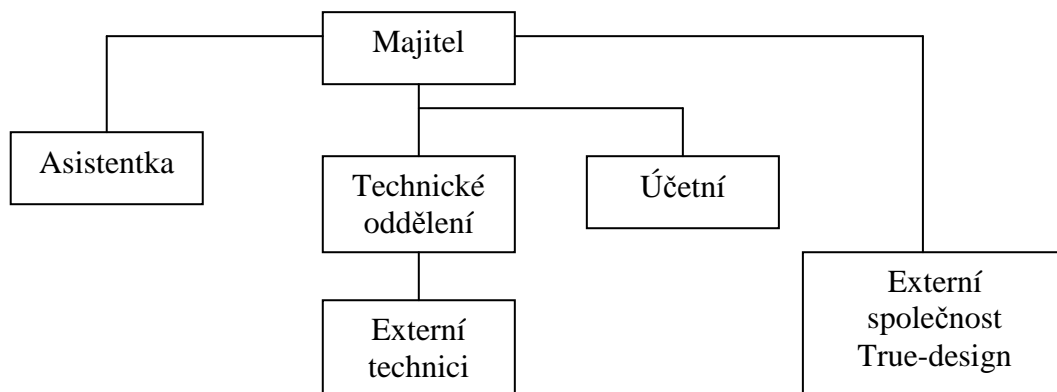 Majitel
Asistentka
Technické
oddělení
Účetní
Externí
technici
Externí
společnost
True-design